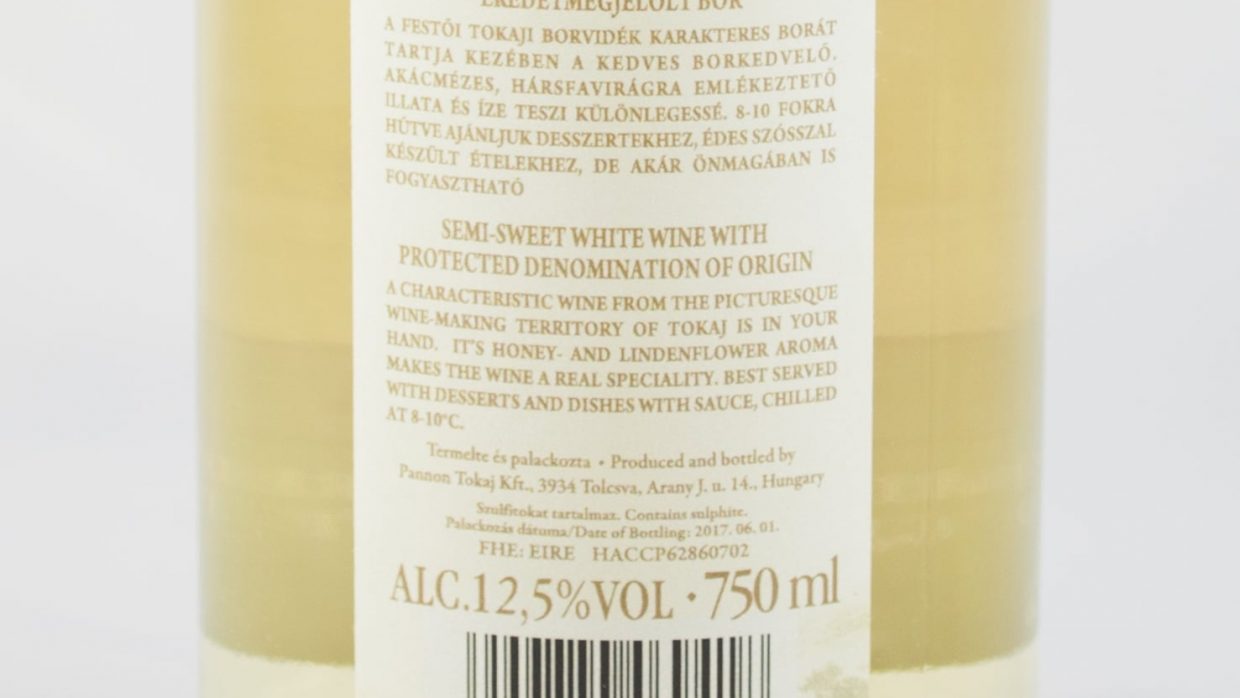 EREDETMEGJELÖLT BOR
A FESTŐI TOKAJI BORVIDÉK KARAKTERES BORÁT
TARTJA KEZÉBEN A KEDVES BORKEDVELŐ.
AKÁCMÉZES, HÁRSFAVIRÁGRA EMLÉKEZTETŐ
ILLATA ÉS ÍZE TESZI KÜLÖNLEGESSÉ. 8-10 FOKRA
HŰTVE AJÁNLJUK DESSZERTEKHEZ, ÉDES SZÓSSZAL
KÉSZÜLT ÉTELEKHEZ, DE AKÁR ÖNMAGÁBAN IS
FOGYASZTHATÓ
SEMI-SWEET WHITE WINE WITH
PROTECTED DENOMINATION OF ORIGIN
A CHARACTERISTIC WINE FROM THE PICTURESQUE
WINE-MAKING TERRITORY OF TOKAJ IS IN YOUR
HAND. IT'S HONEY- AND LINDENFLOWER AROMA
MAKES THE WINE A REAL SPECIALITY. BEST SERVED
WITH DESSERTS AND DISHES WITH SAUCE, CHILLED
AT 8-10°C.
Termelte és palackozta • Produced and bottled by
Pannon Tokaj Kft., 3934 Tolcsva, Arany J. u. 14., Hungary
Szulfitokat tartalmaz. Contains sulphite.
Palackozás dátuma/Date of Bottling: 2017. 06. 01.
FHE: EIRE HACCP62860702
ALC.12,5%VOL • 750 ml